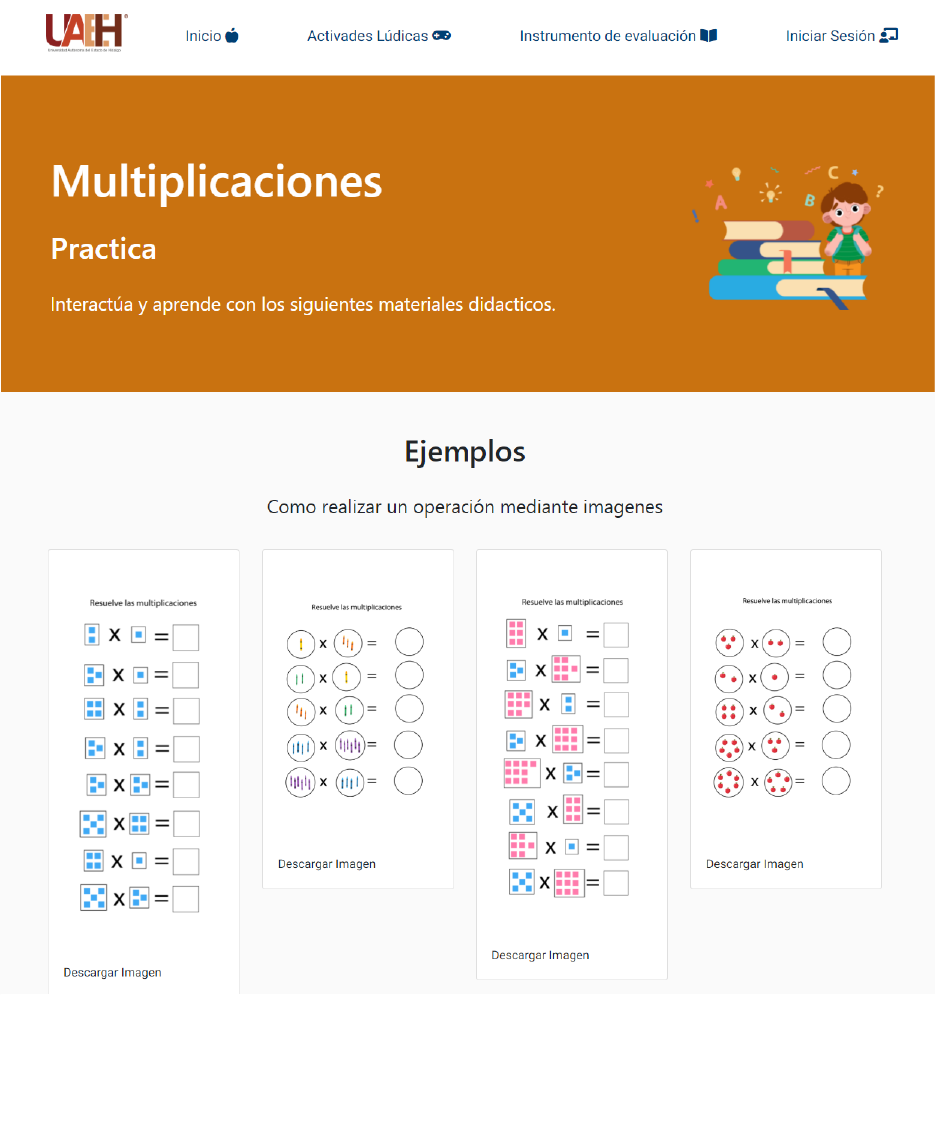 UAEH
Universidad Autónoma del Estado de Hidalgo
Inicio
Activades Lúdicas
Instrumento de evaluación
Iniciar Sesión
Multiplicaciones
Practica
Interactúa y aprende con los siguientes materiales didacticos.
A
B
C
?
!
Ejemplos
Como realizar un operación mediante imagenes
Resuelve las multiplicaciones
X =
X =
X =
X =
X =
X =
X =
X =
Descargar Imagen
Resuelve las multiplicaciones
x =
x =
x =
x =
x =
Descargar Imagen
Resuelve las multiplicaciones
X =
X =
X =
X =
X =
X =
X =
X =
Descargar Imagen
Resuelve las multiplicaciones
x =
x =
x =
x =
x =
Descargar Imagen